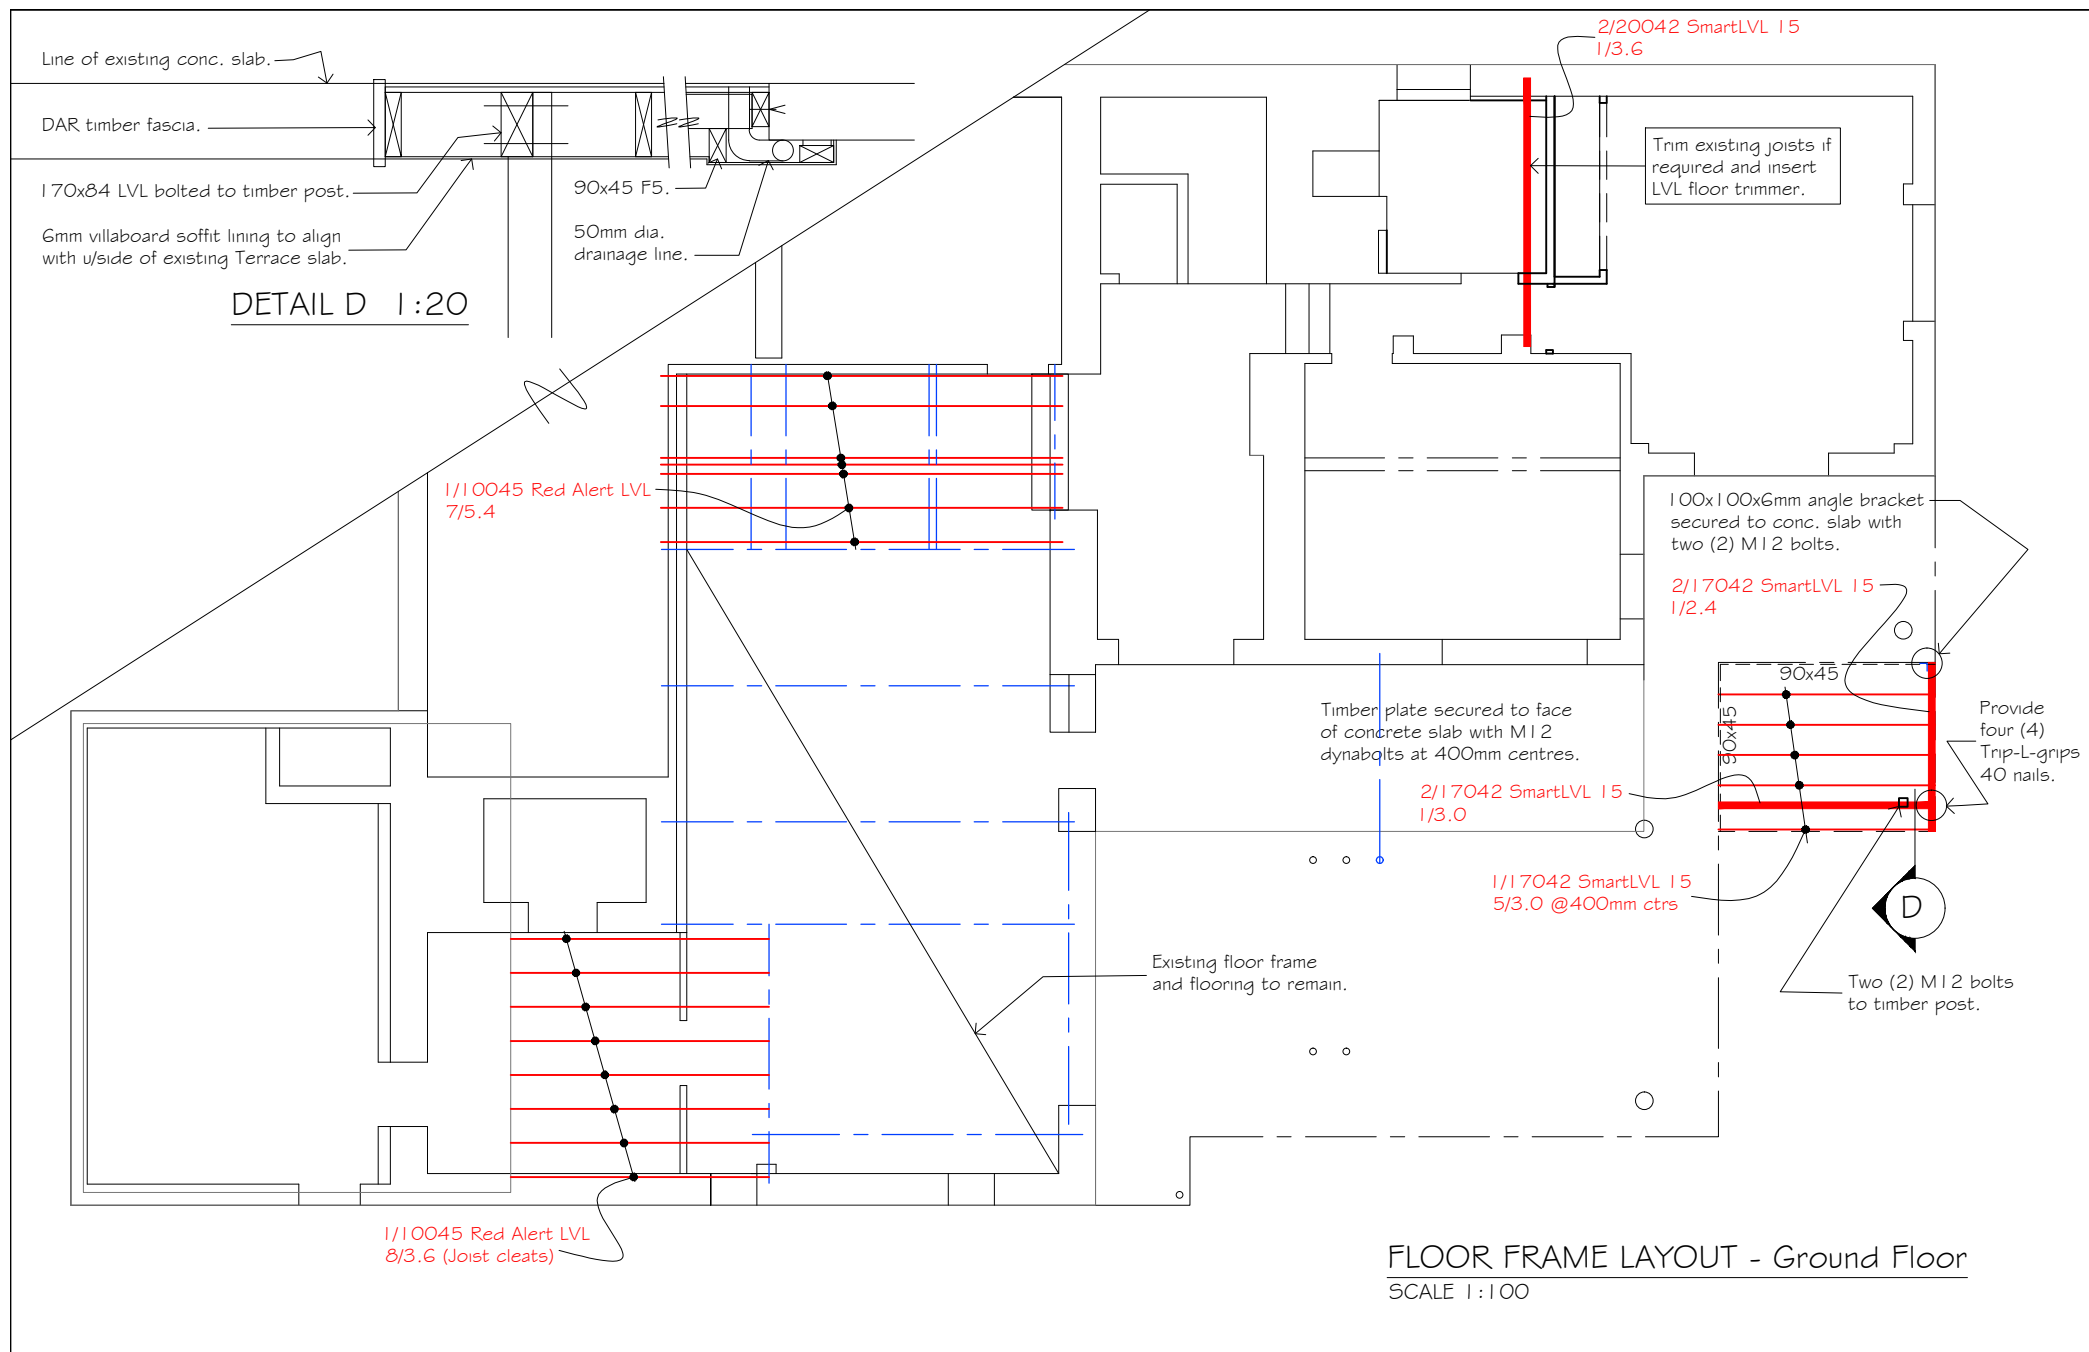 Line of existing conc. slab.
DAR timber fascia.
170x84 LVL bolted to timber post.
6mm villaboard soffit lining to align
with u/side of existing Terrace slab.
90x45 F5.
50mm dia.
drainage line.
DETAIL D 1:20
2/20042 SmartLVL 15
1/3.6
Trim existing joists if
required and insert
LVL floor trimmer.
1/10045 Red Alert LVL
7/5.4
100x100x6mm angle bracket
secured to conc. slab with
two (2) M12 bolts.
2/17042 SmartLVL 15
1/2.4
90x45
90x45
Provide
four (4)
Trip-L-grips
40 nails.
Timber plate secured to face
of concrete slab with M12
dynabolts at 400mm centres.
2/17042 SmartLVL 15
1/3.0
1/17042 SmartLVL 15
5/3.0 @400mm ctrs
D
Two (2) M12 bolts
to timber post.
Existing floor frame
and flooring to remain.
1/10045 Red Alert LVL
8/3.6 (Joist cleats)
FLOOR FRAME LAYOUT - Ground Floor
SCALE 1:100